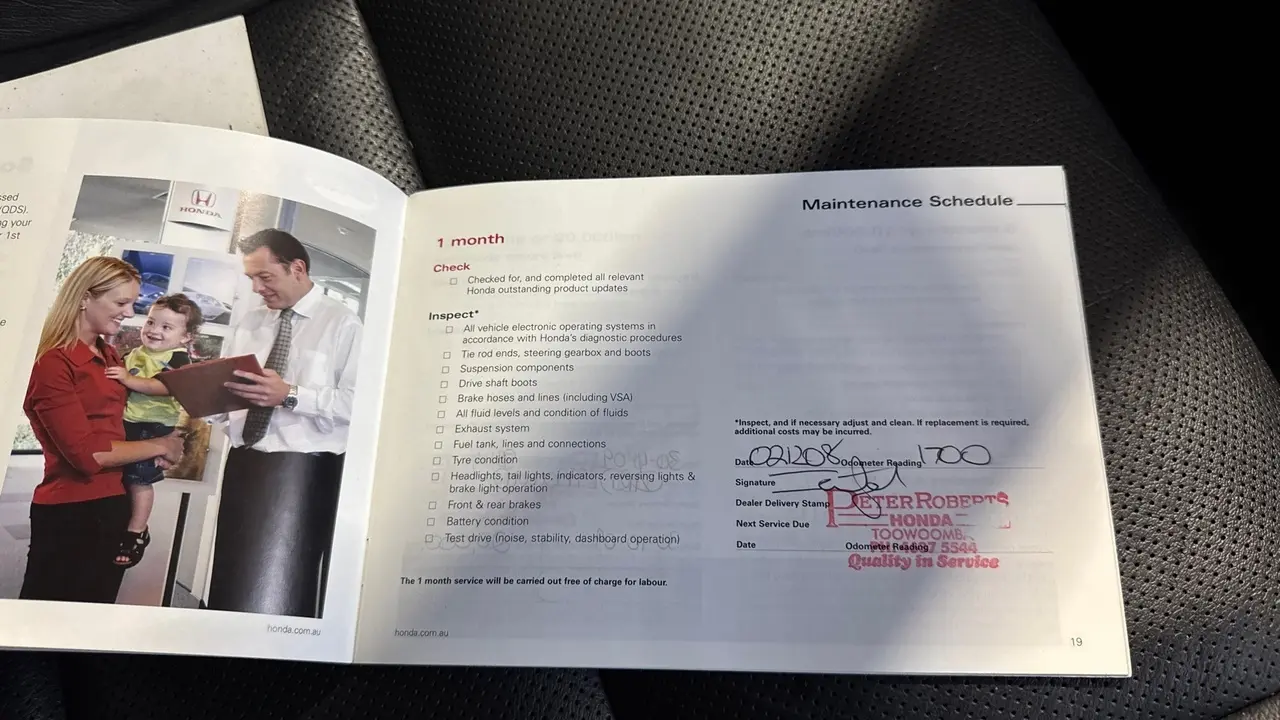 ssed
(QDS).
ng your
r 1st
e
HONDA
honda.com.au
Maintenance Schedule
1 month
Check
Checked for, and completed all relevant
Honda outstanding product updates
Inspect*
All vehicle electronic operating systems in
accordance with Honda's diagnostic procedures
Tie rod ends, steering gearbox and boots
Suspension components
Drive shaft boots
Brake hoses and lines (including VSA)
All fluid levels and condition of fluids
Exhaust system
Fuel tank, lines and connections
Tyre condition
Headlights, tail lights, indicators, reversing lights &
brake light operation
Front & rear brakes
Battery condition
Test drive (noise, stability, dashboard operation)
The 1 month service will be carried out free of charge for labour.
honda.com.au
*Inspect, and if necessary adjust and clean. If replacement is required,
additional costs may be incurred.
Date 021208 Odometer Reading 1700
Signature
Dealer Delivery Stamp
PETER ROBERTS
HONDA
TOOWOOMB
5544
Quality in Service
Next Service Due
Date Odometer Reading
19